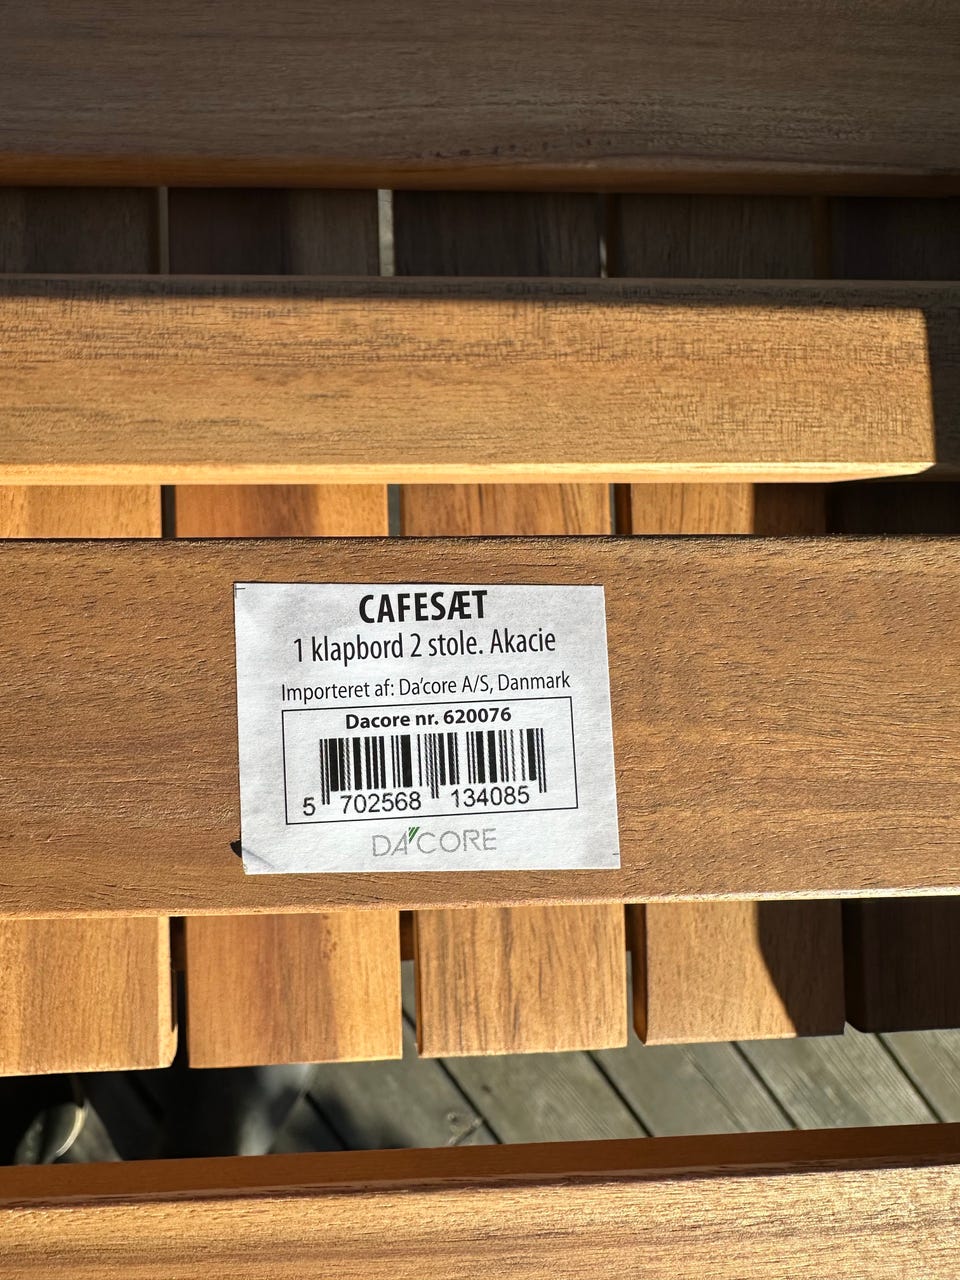 CAFESÆT
1 klapbord 2 stole. Akacie
Importeret af: Da'core A/S, Danmark
Dacore nr. 620076
5 702568 134085
DA'CORE